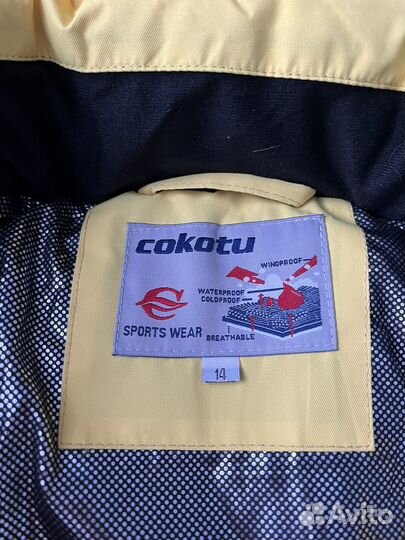 cokotu
WINDPROOF
WATERPROOF
COLDPROOF
SPORTS WEAR
BREATHABLE
14
Avito